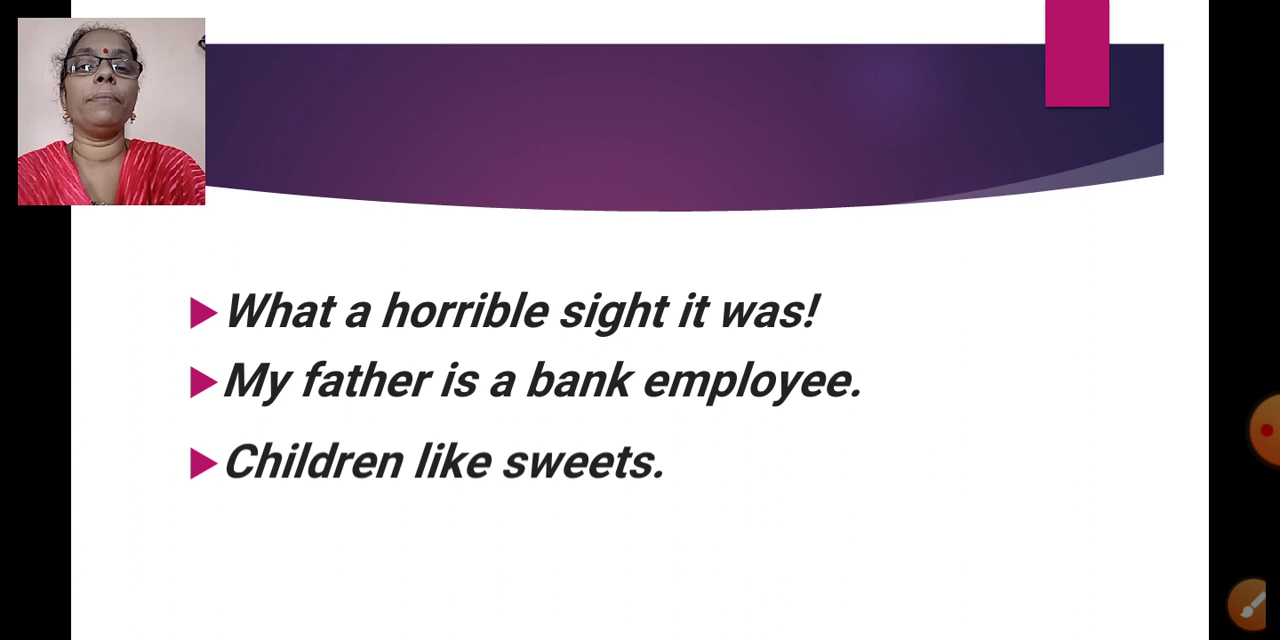 What a horrible sight it was!
My father is a bank employee.
Children like sweets.